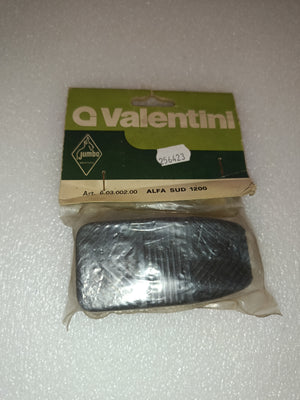 G Valentini
jumbo
256423
Art. 6.03.002.00 ALFA SUD 1200